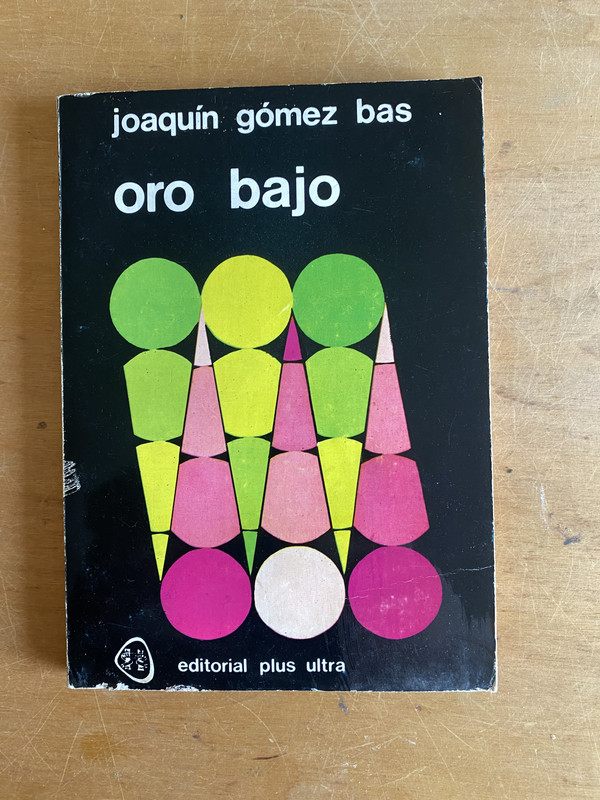 joaquín gómez bas
oro bajo
editorial plus ultra